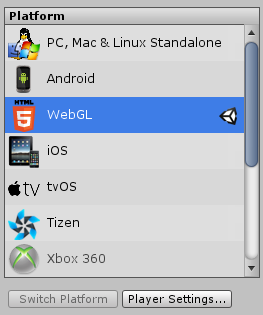 Platform
PC, Mac & Linux Standalone
Android
HTML
5
WebGL
iOS
tv
tvOS
Tizen
Xbox 360
Switch Platform
Player Settings...